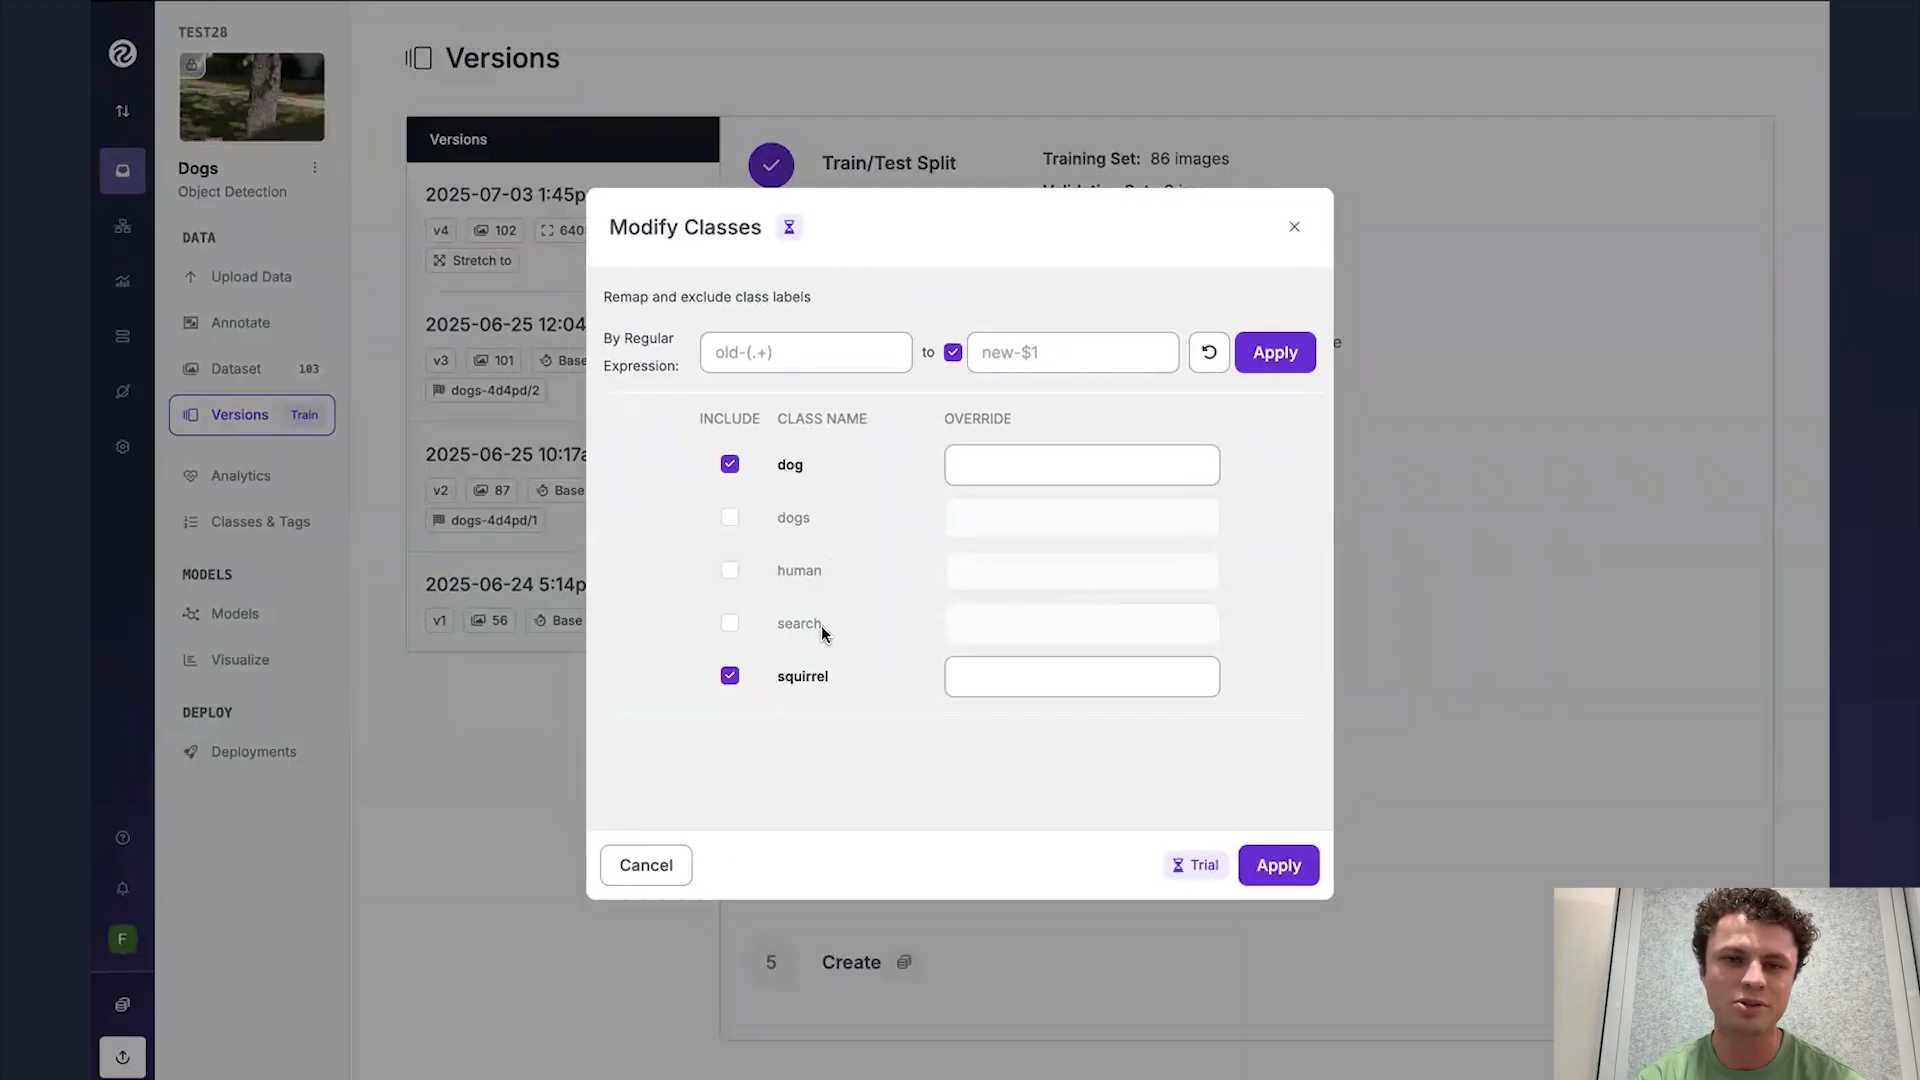 TEST28
Dogs
Object Detection
DATA
Upload Data
Annotate
Dataset 103
Versions Train
Analytics
Classes & Tags
MODELS
Models
Visualize
DEPLOY
Deployments
F
Versions
Versions
2025-07-03 1:45p
v4 102 640
Stretch to
2025-06-25 12:04
v3 101 Base
dogs-4d4pd/2
2025-06-25 10:17a
v2 87 Base
dogs-4d4pd/1
2025-06-24 5:14p
v1 56 Base
Train/Test Split
Training Set: 86 images
Modify Classes
Remap and exclude class labels
By Regular
Expression:
old-(.+) to new-$1 Apply
INCLUDE CLASS NAME OVERRIDE
dog
dogs
human
search
squirrel
Cancel Trial Apply
5 Create